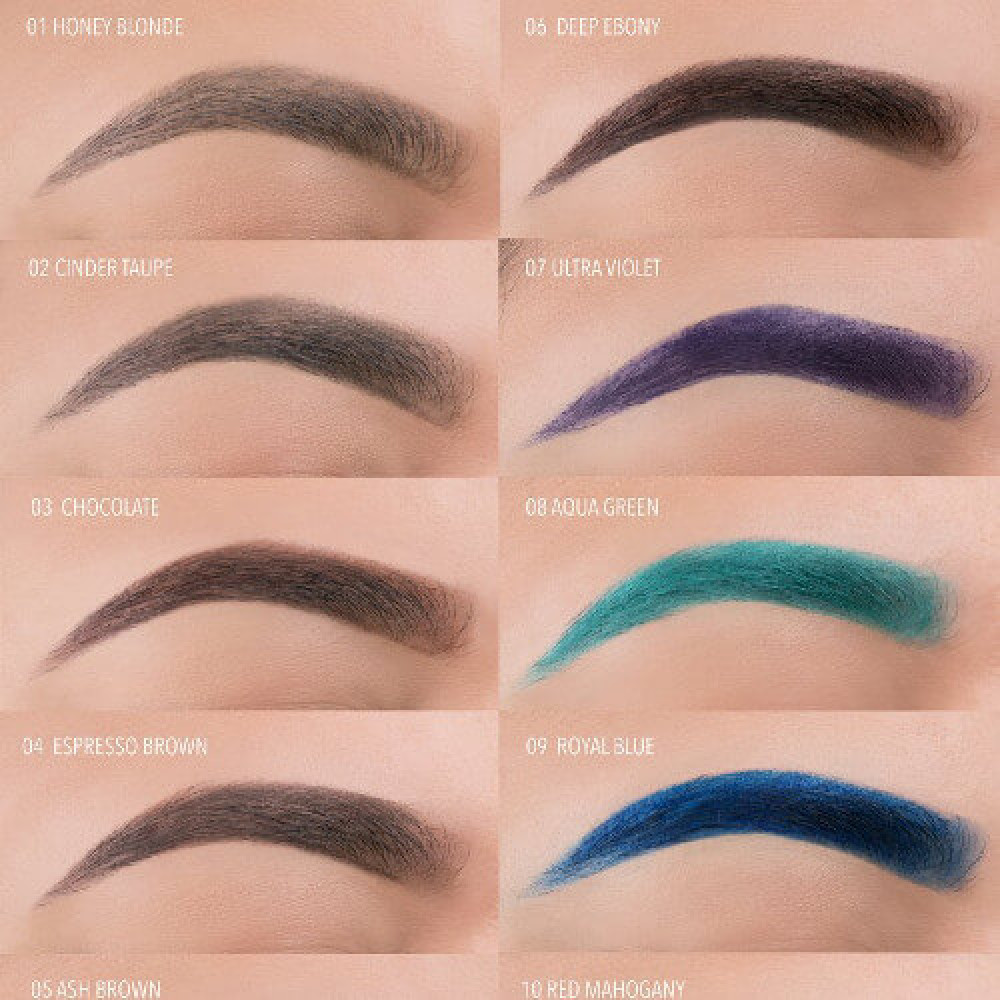 01 HONEY BLONDE
06 DEEP EBONY
02 CINDER TAUPE
07 ULTRA VIOLET
03 CHOCOLATE
08 AQUA GREEN
04 ESPRESSO BROWN
09 ROYAL BLUE
05 ASH BROWN
10 RED MAHOGANY